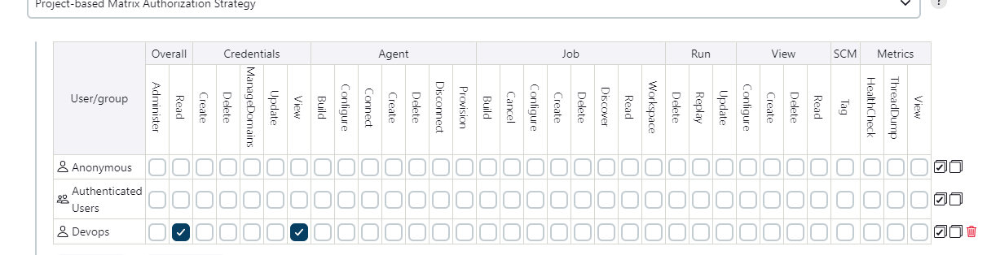 Project-based Matrix Authorization Strategy
?
User/group
Overall
Credentials
Agent
Job
Run
View
SCM
Metrics
Administer
Read
Create
Delete
ManageDomains
Update
View
Build
Configure
Connect
Create
Delete
Disconnect
Provision
Build
Cancel
Configure
Create
Delete
Discover
Read
Workspace
Delete
Replay
Update
Configure
Create
Delete
Read
Tag
HealthCheck
ThreadDump
View
Anonymous
Authenticated
Users
Devops